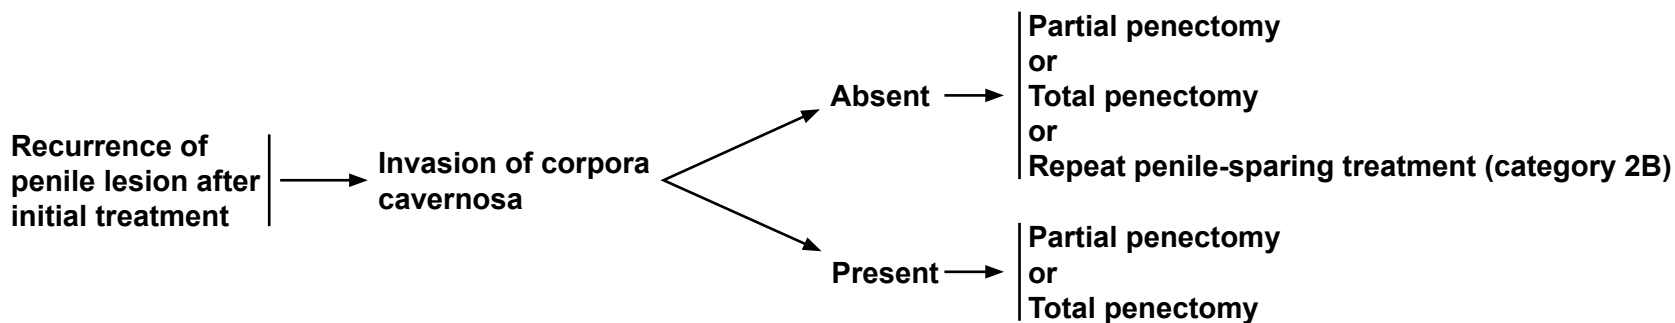 Recurrence of
penile lesion after
initial treatment
Invasion of corpora
cavernosa
Absent
Partial penectomy
or
Total penectomy
or
Repeat penile-sparing treatment (category 2B)
Present
Partial penectomy
or
Total penectomy